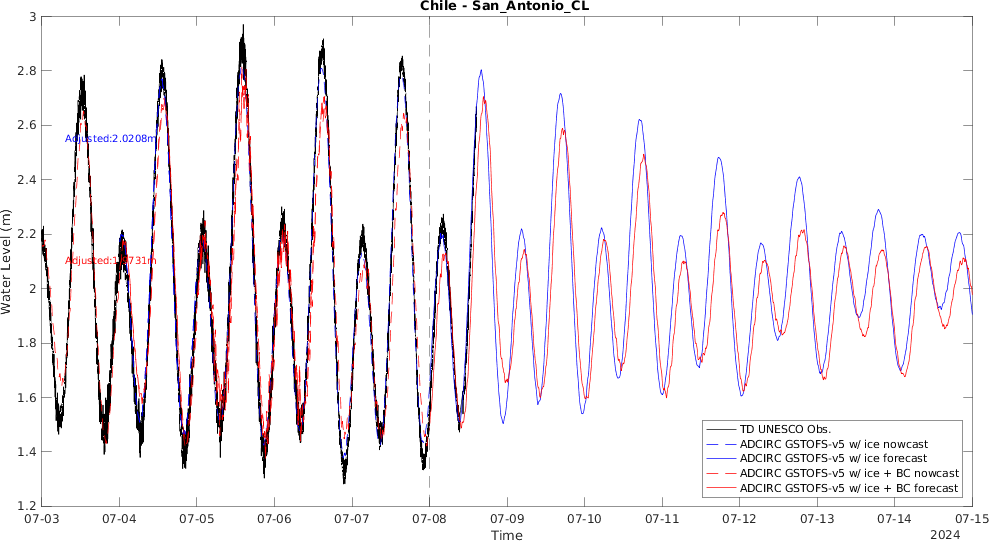 Chile - San_Antonio_CL
3
2.8
2.6
2.4
2.2
2
1.8
1.6
1.4
1.2
Water Level (m)
Adjusted:2.0208m
TD UNESCO Obs.
ADCIRC GSTOFS-v5 w/ ice nowcast
ADCIRC GSTOFS-v5 w/ ice forecast
ADCIRC GSTOFS-v5 w/ ice + BC nowcast
ADCIRC GSTOFS-v5 w/ ice + BC forecast
07-03 07-04 07-05 07-06 07-07 07-08 07-09 07-10 07-11 07-12 07-13 07-14 07-15
Time
2024